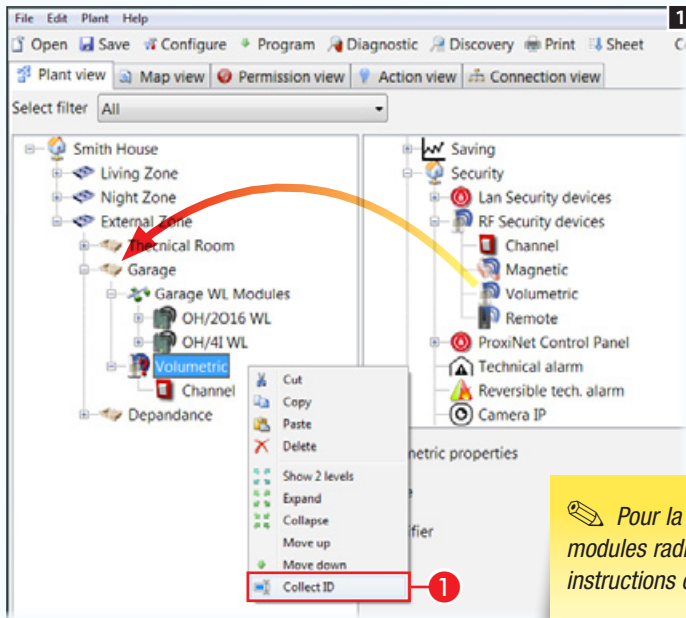 File Edit Plant Help
1
Open Save Configure Program Diagnostic Discovery Print Sheet
Plant view Map view Permission view Action view Connection view
Select filter All
Smith House
Living Zone
Night Zone
External Zone
Thecnical Room
Garage
Garage WL Modules
OH/2O16 WL
OH/4I WL
Volumetric
Channel
Depandance
Saving
Security
Lan Security devices
RF Security devices
Channel
Magnetic
Volumetric
Remote
ProxiNet Control Panel
Technical alarm
Reversible tech. alarm
Camera IP
Cut
Copy
Paste
Delete
Show 2 levels
Expand
Collapse
Move up
Move down
Collect ID
1
metric properties
ifier
Pour la
modules radi
instructions